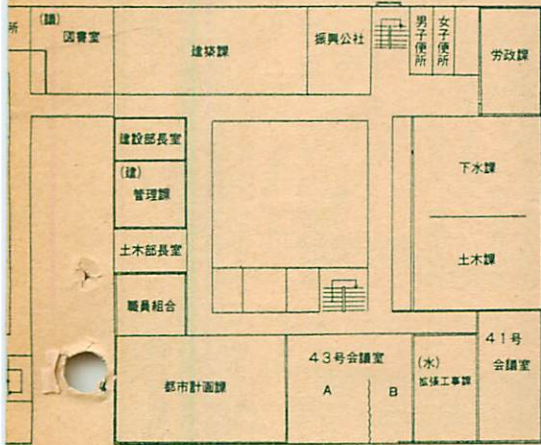 所
(議)
図書室
建築課
振興公社
男子便所
女子便所
労政課
建設部長室
(建)
管理課
下水課
土木部長室
土木課
職員組合
都市計画課
43号会議室
A
B
(水)
拡張工事課
41号
会議室